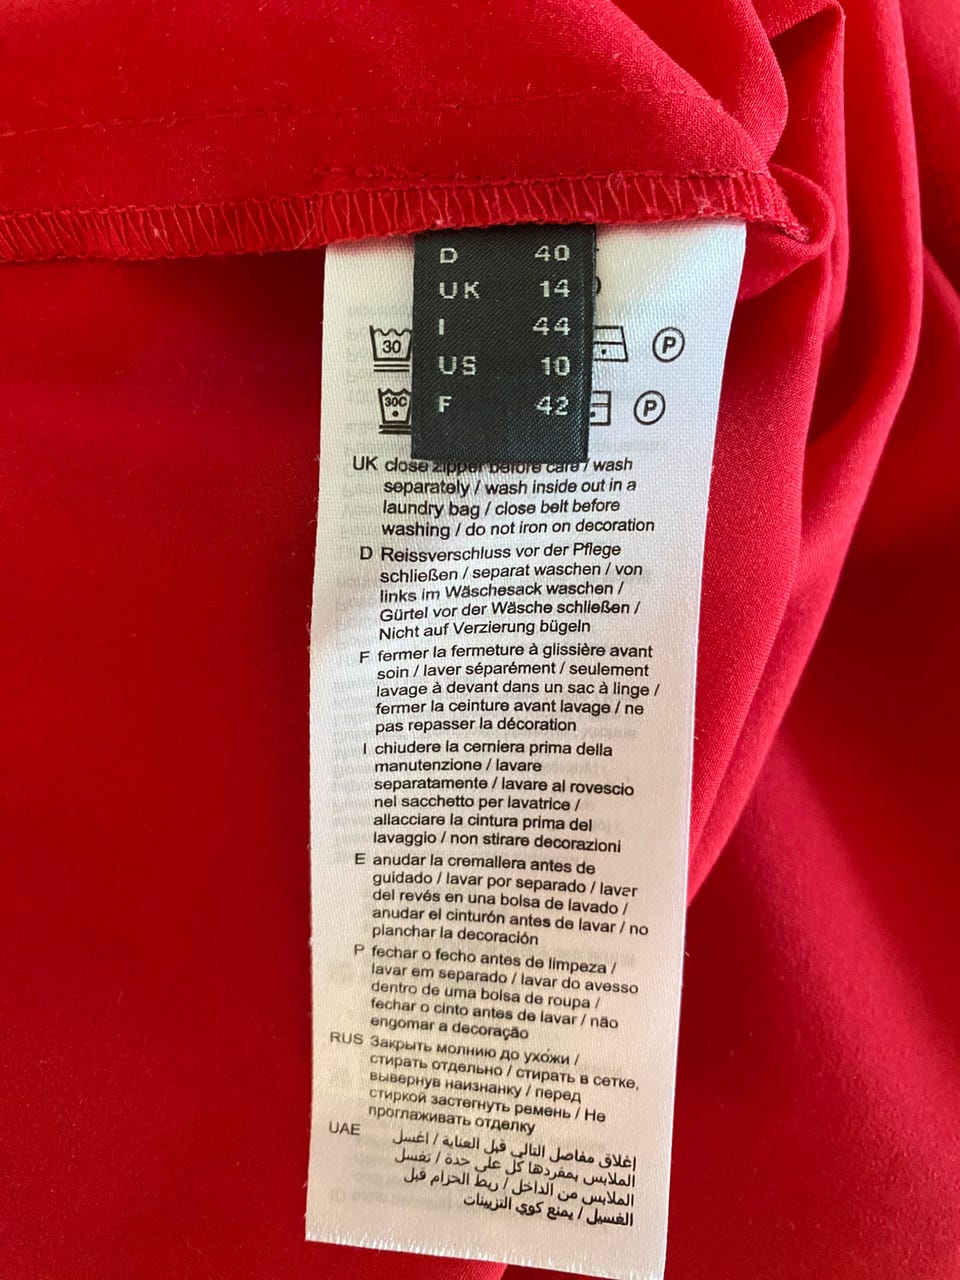 D 40
UK 14
I 44
US 10
F 42
30 P
30C P
UK close zipper before care / wash
separately / wash inside out in a
laundry bag / close belt before
washing / do not iron on decoration
D Reissverschluss vor der Pflege
schließen / separat waschen / von
links im Wäschesack waschen /
Gürtel vor der Wäsche schließen /
Nicht auf Verzierung bügeln
F fermer la fermeture à glissière avant
soin / laver séparément / seulement
lavage à devant dans un sac à linge /
fermer la ceinture avant lavage / ne
pas repasser la décoration
I chiudere la cerniera prima della
manutenzione / lavare
separatamente / lavare al rovescio
nel sacchetto per lavatrice /
allacciare la cintura prima del
lavaggio / non stirare decorazioni
E anudar la cremallera antes de
guidado / lavar por separado / laver
del revés en una bolsa de lavado /
anudar el cinturón antes de lavar / no
planchar la decoración
P fechar o fecho antes de limpeza /
lavar em separado / lavar do avesso
dentro de uma bolsa de roupa /
fechar o cinto antes de lavar / não
engomar a decoração
RUS Закрыть молнию до ухожи /
стирать отдельно / стирать в сетке,
вывернув наизнанку / перед
стиркой застегнуть ремень / Не
проглаживать отделку
UAE إغلاق مفاصل التالي قبل العناية / اغسل
الملابس بمفردها كل على حدة / تغسل
الملابس من الداخل / ربط الحزام قبل
الغسيل / يمنع كوي التزيينات